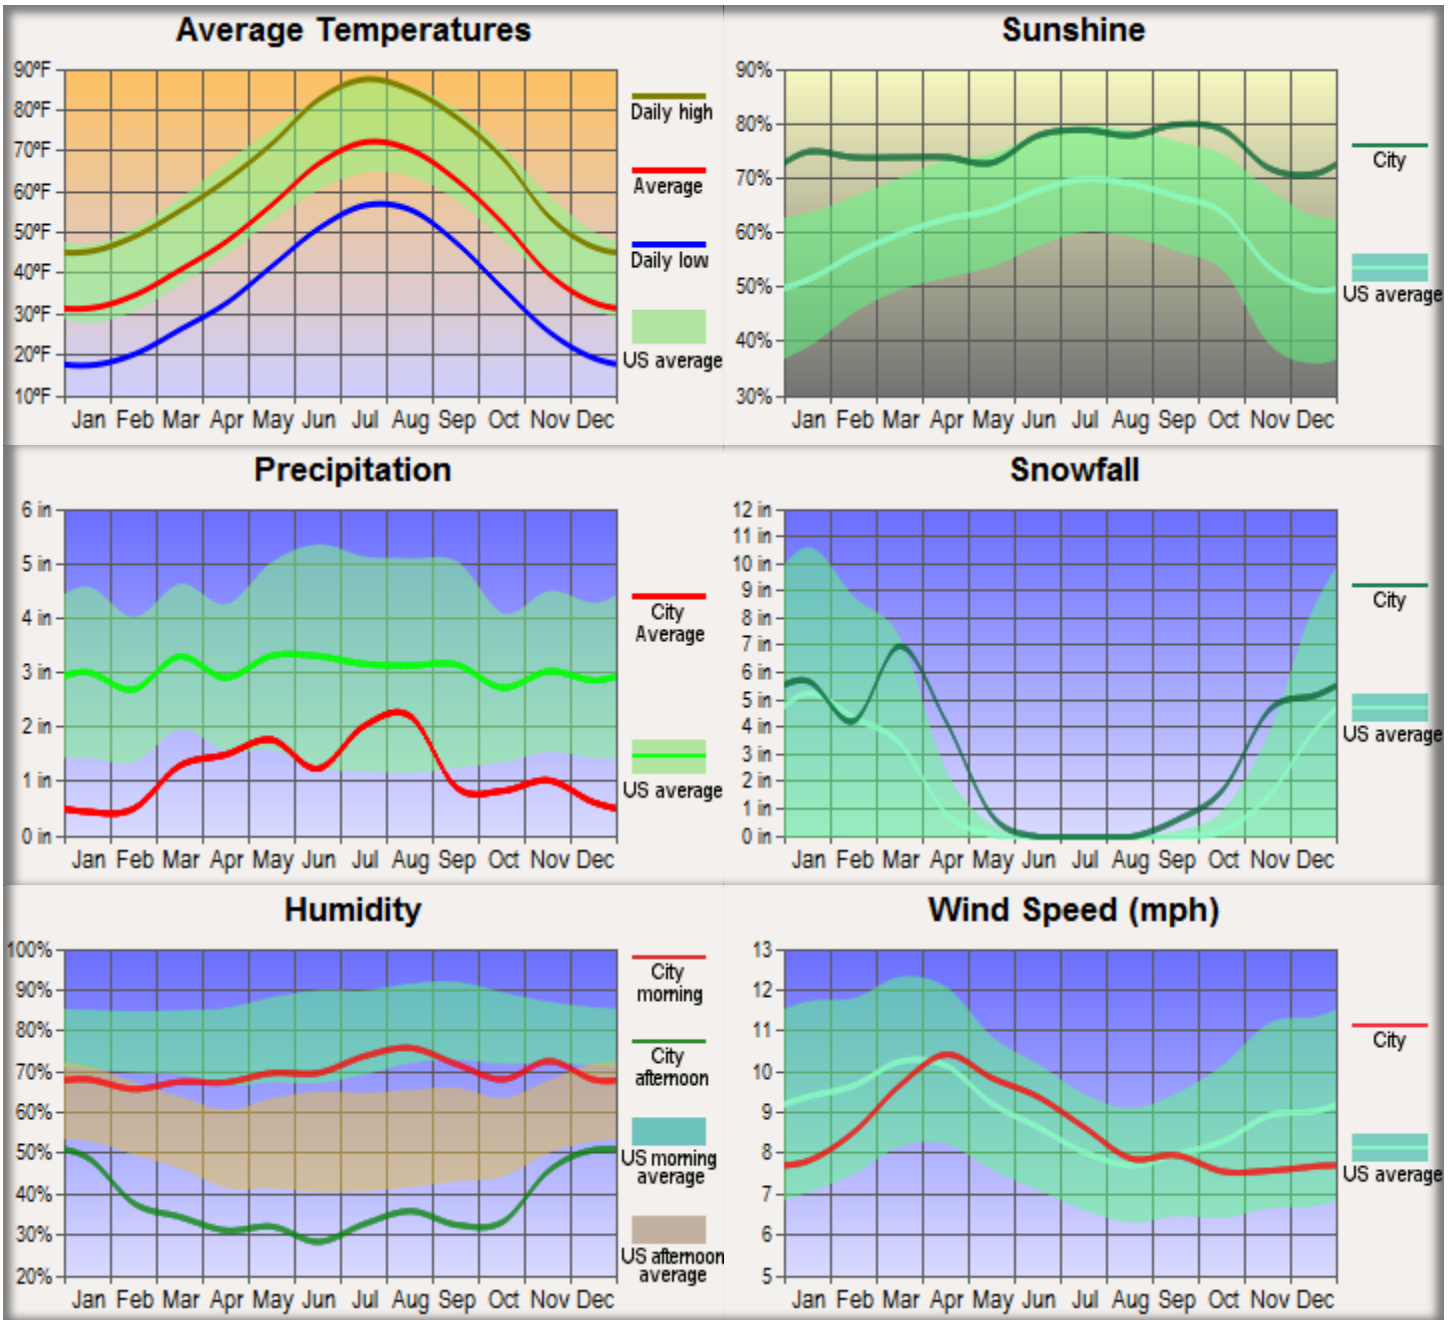 Average Temperatures
90ºF
80ºF
70ºF
60ºF
50ºF
40ºF
30ºF
20ºF
10ºF
Jan Feb Mar Apr May Jun Jul Aug Sep Oct Nov Dec
Daily high
Average
Daily low
US average
Sunshine
90%
80%
70%
60%
50%
40%
30%
Jan Feb Mar Apr May Jun Jul Aug Sep Oct Nov Dec
City
US average
Precipitation
6 in
5 in
4 in
3 in
2 in
1 in
0 in
Jan Feb Mar Apr May Jun Jul Aug Sep Oct Nov Dec
City
Average
US average
Snowfall
12 in
11 in
10 in
9 in
8 in
7 in
6 in
5 in
4 in
3 in
2 in
1 in
0 in
Jan Feb Mar Apr May Jun Jul Aug Sep Oct Nov Dec
City
US average
Humidity
100%
90%
80%
70%
60%
50%
40%
30%
20%
Jan Feb Mar Apr May Jun Jul Aug Sep Oct Nov Dec
City
morning
City
afternoon
US morning
average
US afternoon
average
Wind Speed (mph)
13
12
11
10
9
8
7
6
5
Jan Feb Mar Apr May Jun Jul Aug Sep Oct Nov Dec
City
US average